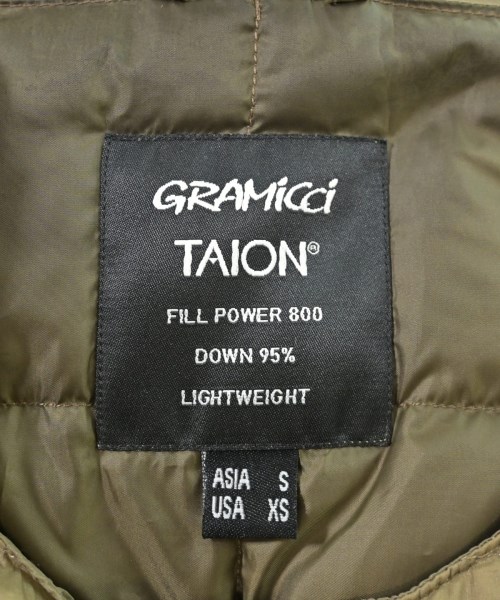 GRAMiCCi
TAION®
FILL POWER 800
DOWN 95%
LIGHTWEIGHT
ASIA S
USA XS